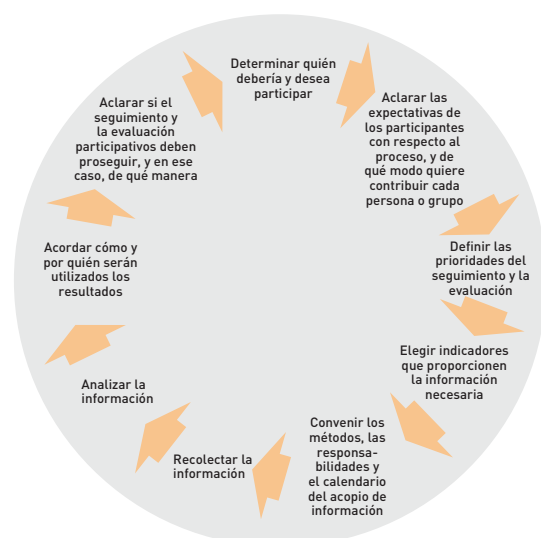 Determinar quién
debería y desea
participar
Aclarar las
expectativas de
los participantes
con respecto al
proceso, y de
qué modo quiere
contribuir cada
persona o grupo
Definir las
prioridades del
seguimiento y la
evaluación
Elegir indicadores
que proporcionen
la información
necesaria
Convenir los
métodos, las
responsa-
bilidades y
el calendario
del acopio de
información
Recolectar la
información
Analizar la
información
Acordar cómo y
por quién serán
utilizados los
resultados
Aclarar si el
seguimiento y
la evaluación
participativos deben
proseguir, y en ese
caso, de qué manera